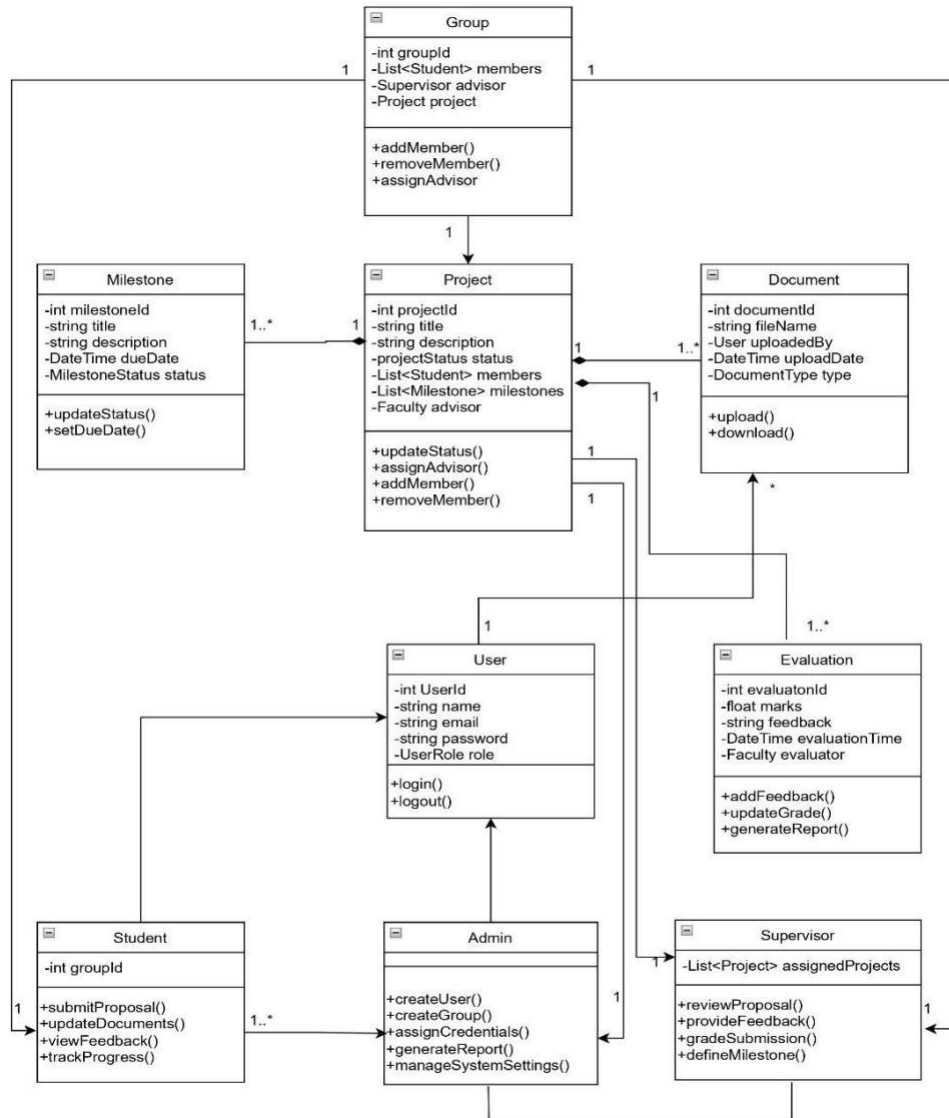 Group
-int groupId
-List<Student> members
-Supervisor advisor
-Project project
+addMember()
+removeMember()
+assignAdvisor
1
1
1
Milestone
-int milestoneId
-string title
-string description
-DateTime dueDate
-MilestoneStatus status
+updateStatus()
+setDueDate()
1..*
1
Project
-int projectId
-string title
-string description
-projectStatus status
-List<Student> members
-List<Milestone> milestones
-Faculty advisor
+updateStatus()
+assignAdvisor()
+addMember()
+removeMember()
1
1..*
1
1
1
Document
-int documentId
-string fileName
-User uploadedBy
-DateTime uploadDate
-DocumentType type
+upload()
+download()
*
1
1..*
User
-int UserId
-string name
-string email
-string password
-UserRole role
+login()
+logout()
Evaluation
-int evaluatonId
-float marks
-string feedback
-DateTime evaluationTime
-Faculty evaluator
+addFeedback()
+updateGrade()
+generateReport()
Student
-int groupId
+submitProposal()
+updateDocuments()
+viewFeedback()
+trackProgress()
1
1..*
Admin
+createUser()
+createGroup()
+assignCredentials()
+generateReport()
+manageSystemSettings()
1
1
Supervisor
-List<Project> assignedProjects
+reviewProposal()
+provideFeedback()
+gradeSubmission()
+defineMilestone()
1